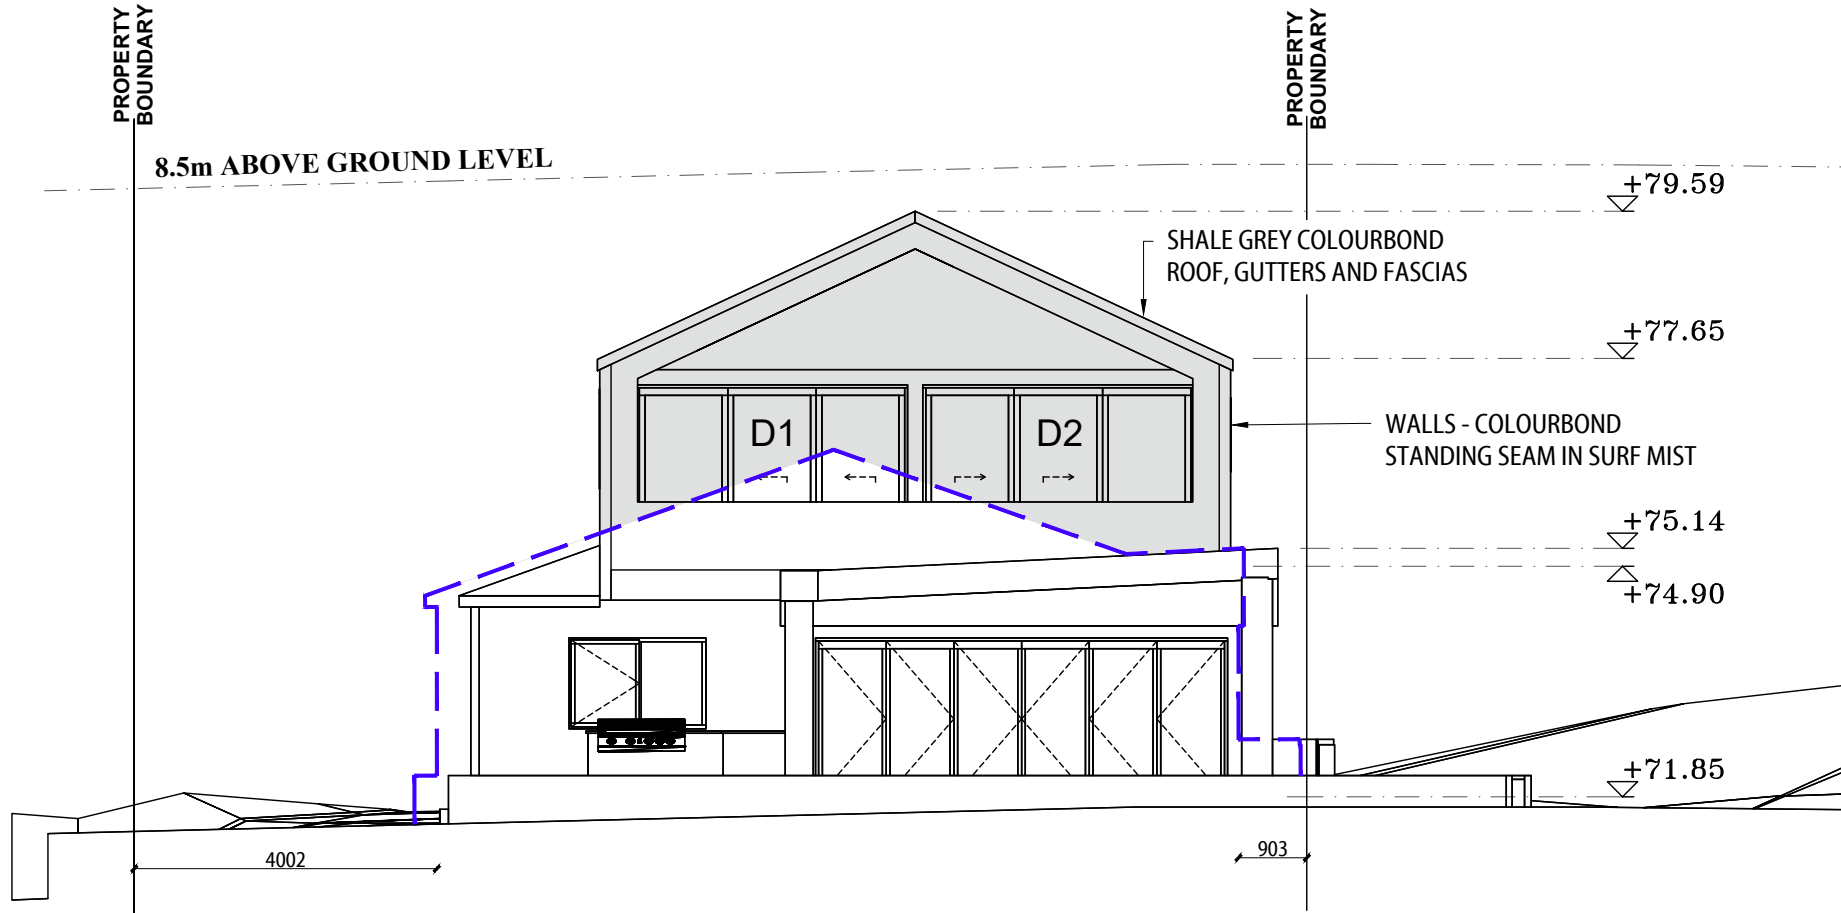 PROPERTY
BOUNDARY
PROPERTY
BOUNDARY
8.5m ABOVE GROUND LEVEL
+79.59
SHALE GREY COLOURBOND
ROOF, GUTTERS AND FASCIAS
+77.65
WALLS - COLOURBOND
STANDING SEAM IN SURF MIST
D1
D2
+75.14
+74.90
+71.85
4002
903